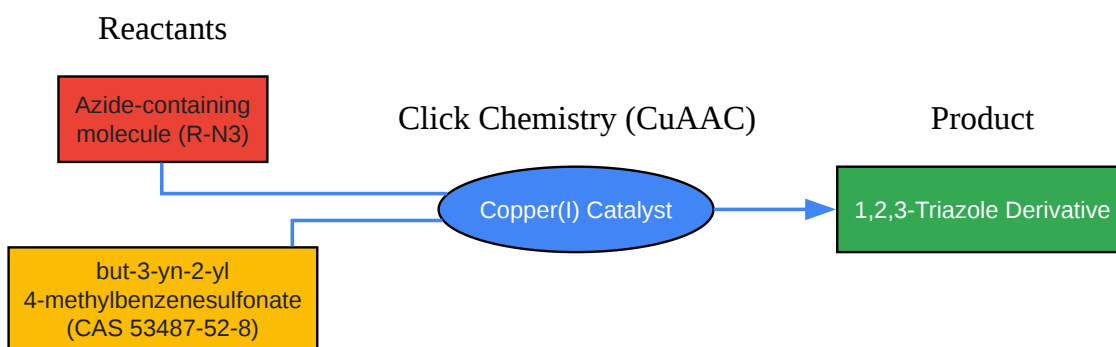 Reactants
Azide-containing
molecule (R-N3)
Click Chemistry (CuAAC)
Product
Copper(I) Catalyst
1,2,3-Triazole Derivative
but-3-yn-2-yl
4-methylbenzenesulfonate
(CAS 53487-52-8)